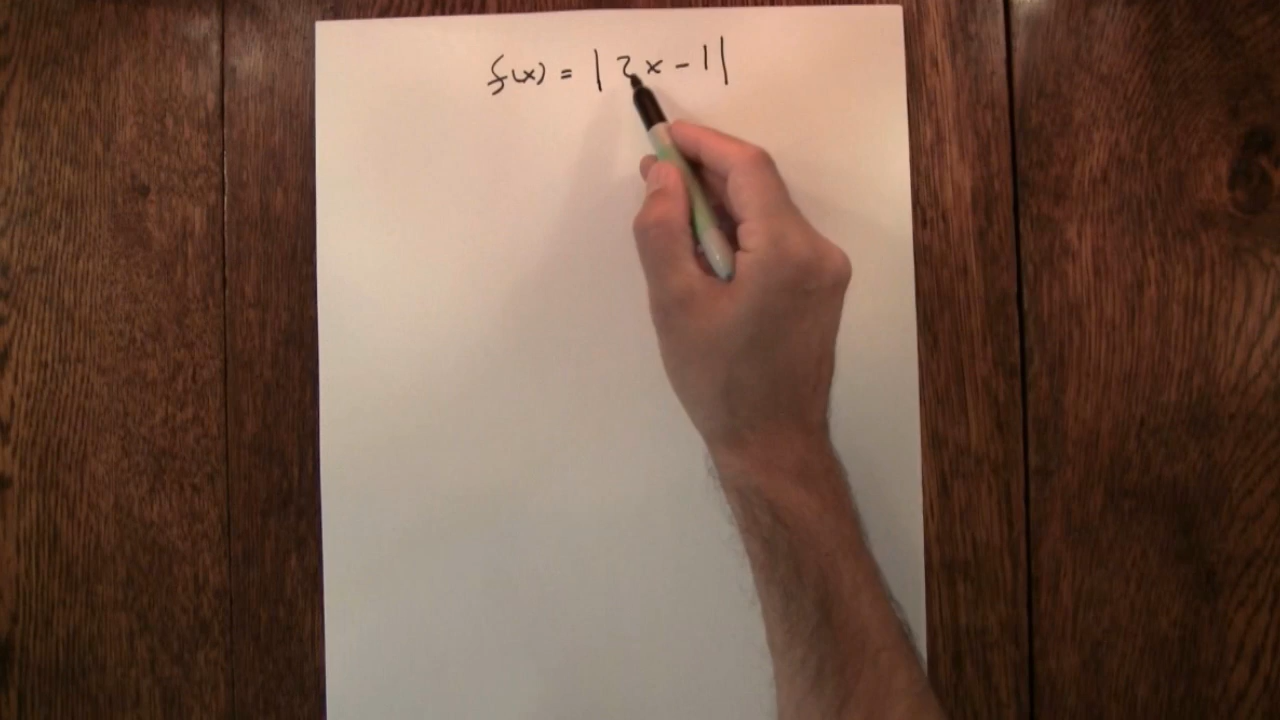 f(x) = |2x-1|